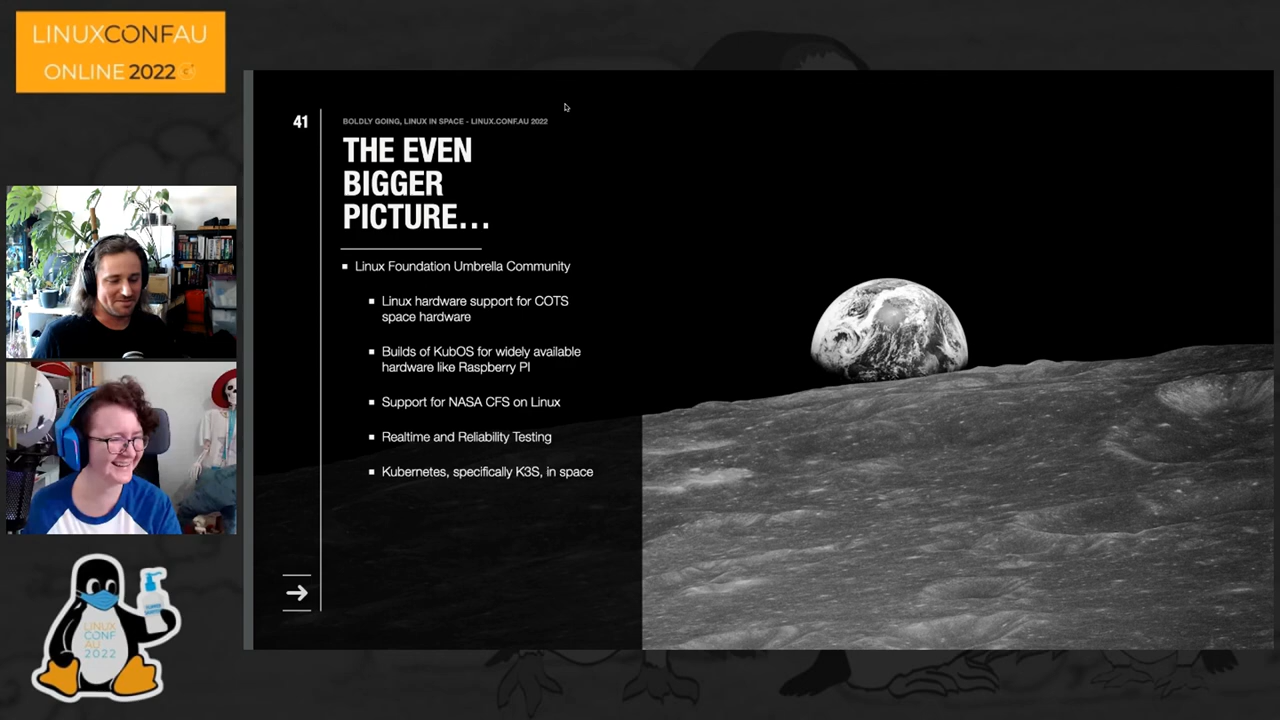 LINUXCONFAU
ONLINE 2022
41
BOLDLY GOING, LINUX IN SPACE - LINUX.CONF.AU 2022
THE EVEN
BIGGER
PICTURE...
Linux Foundation Umbrella Community
Linux hardware support for COTS
space hardware
Builds of KubOS for widely available
hardware like Raspberry PI
Support for NASA CFS on Linux
Realtime and Reliability Testing
Kubernetes, specifically K3S, in space
LINUX
CONF
AU
2022